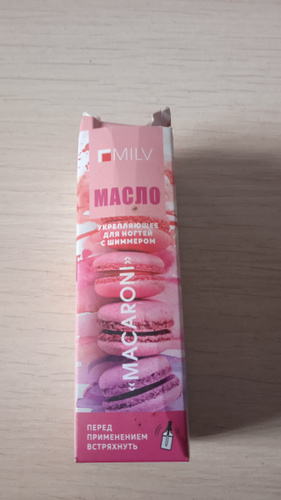 MILV
МАСЛО
УКРЕПЛЯЮЩЕЕ
ДЛЯ НОГТЕЙ
С ШИММЕРОМ
«MACARONI»
ПЕРЕД
ПРИМЕНЕНИЕМ
ВСТРЯХНУТЬ